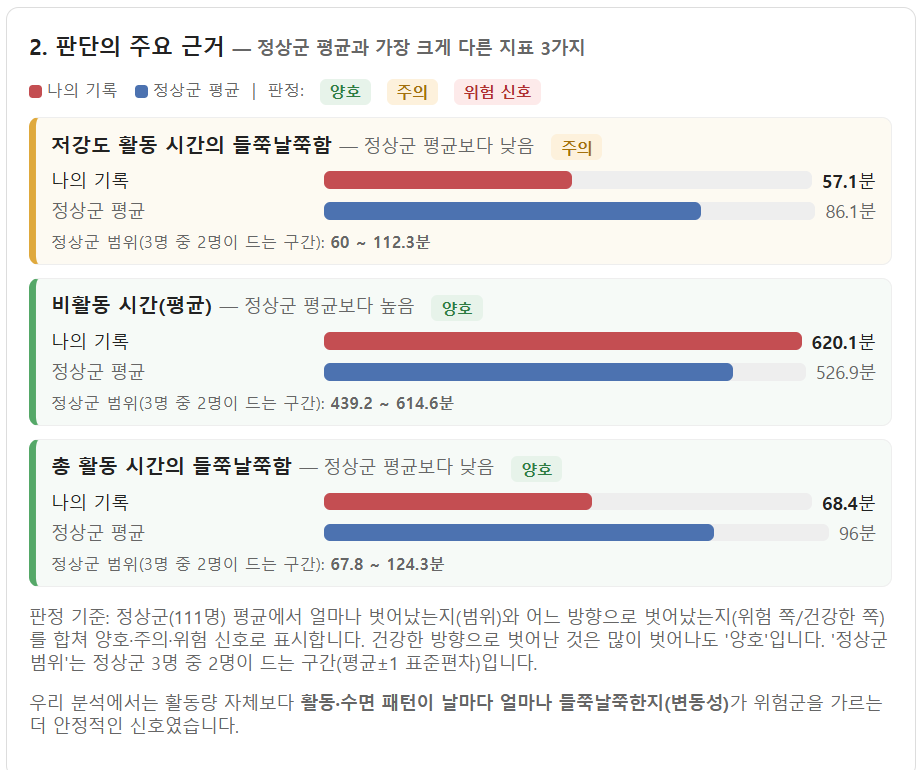 2. 판단의 주요 근거 — 정상군 평균과 가장 크게 다른 지표 3가지
나의 기록 정상군 평균 | 판정: 양호 주의 위험 신호
저강도 활동 시간의 들쭉날쭉함 — 정상군 평균보다 낮음 주의
나의 기록 57.1분
정상군 평균 86.1분
정상군 범위(3명 중 2명이 드는 구간): 60 ~ 112.3분
비활동 시간(평균) — 정상군 평균보다 높음 양호
나의 기록 620.1분
정상군 평균 526.9분
정상군 범위(3명 중 2명이 드는 구간): 439.2 ~ 614.6분
총 활동 시간의 들쭉날쭉함 — 정상군 평균보다 낮음 양호
나의 기록 68.4분
정상군 평균 96분
정상군 범위(3명 중 2명이 드는 구간): 67.8 ~ 124.3분
판정 기준: 정상군(111명) 평균에서 얼마나 벗어났는지(범위)와 어느 방향으로 벗어났는지(위험 쪽/건강한 쪽)
를 합쳐 양호·주의·위험 신호로 표시합니다. 건강한 방향으로 벗어난 것은 많이 벗어나도 '양호'입니다. '정상군
범위'는 정상군 3명 중 2명이 드는 구간(평균±1 표준편차)입니다.
우리 분석에서는 활동량 자체보다 활동·수면 패턴이 날마다 얼마나 들쭉날쭉한지(변동성)가 위험군을 가르는
더 안정적인 신호였습니다.